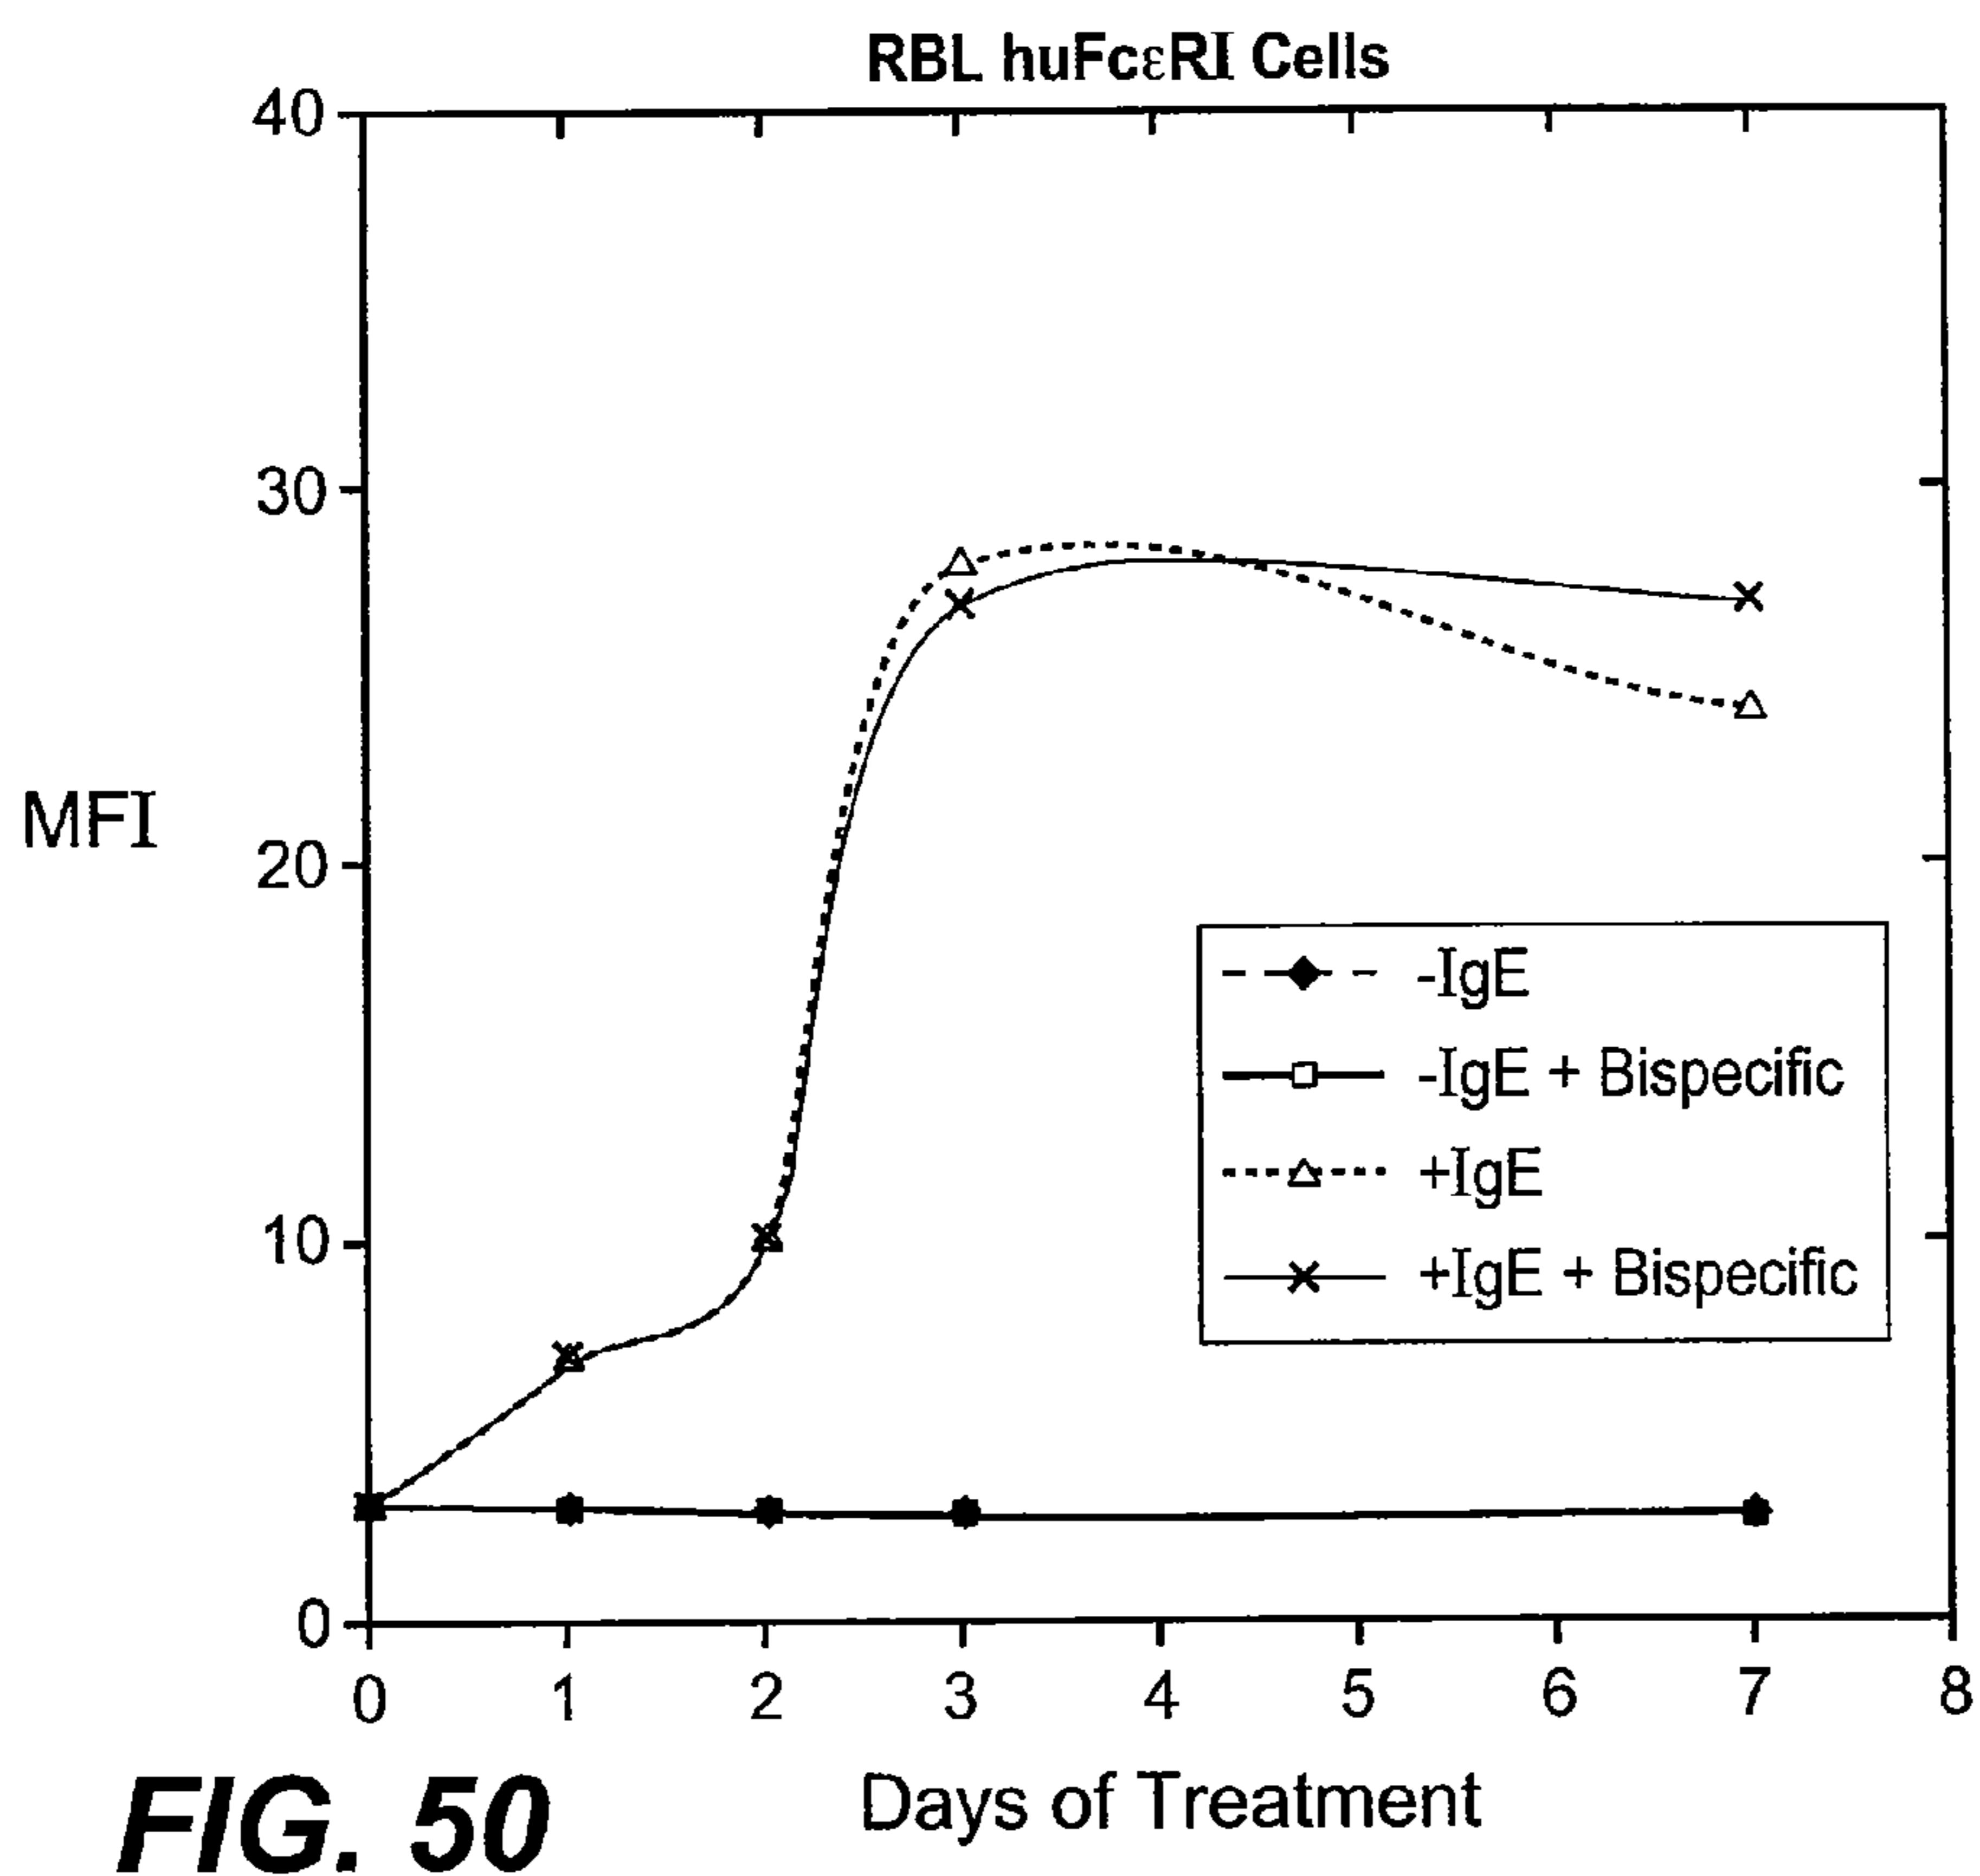 RBL huFcεRI Cells
40
30
20
10
0
MFI
-IgE
-IgE + Bispecific
+IgE
+IgE + Bispecific
0 1 2 3 4 5 6 7 8
Days of Treatment
FIG. 50